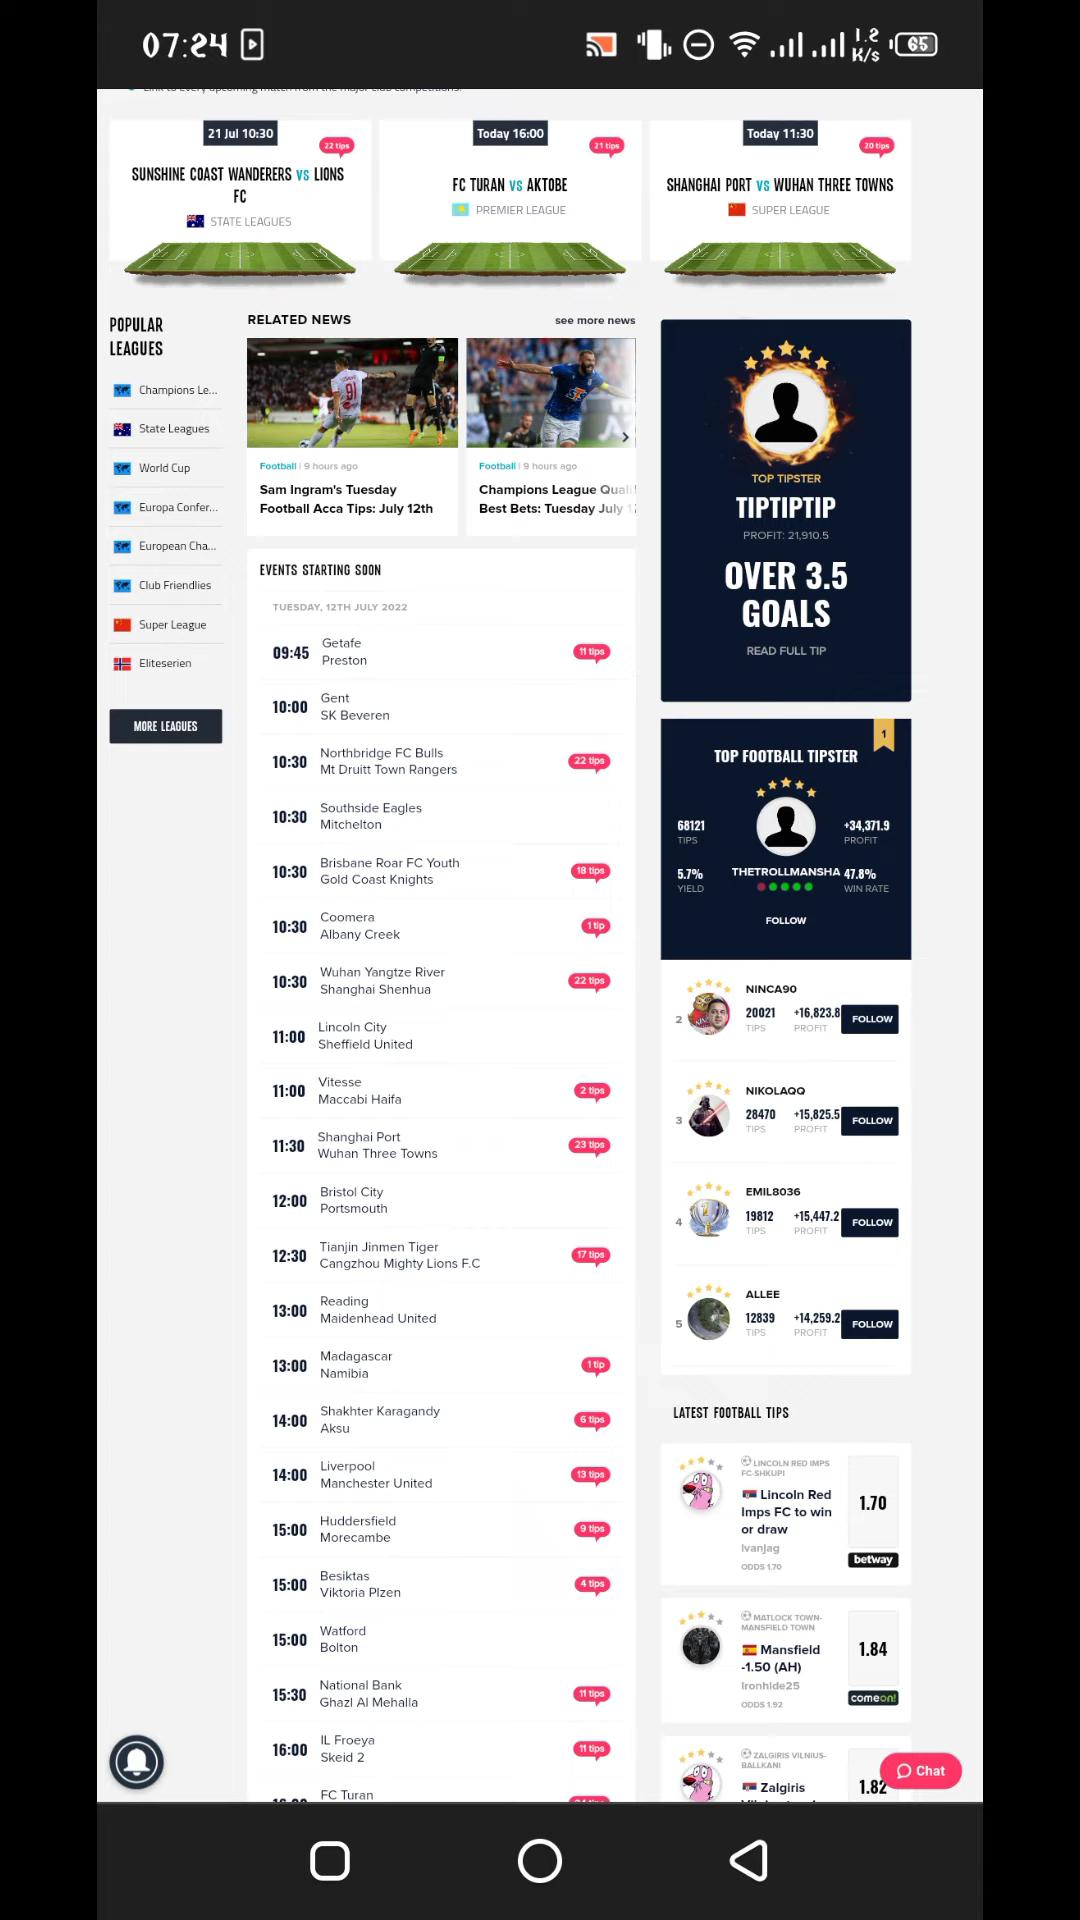 07:24
1.2 K/s
65
Link to every upcoming match from the major club competitions.
21 Jul 10:30
22 tips
SUNSHINE COAST WANDERERS vs LIONS
FC
STATE LEAGUES
Today 16:00
21 tips
FC TURAN vs AKTOBE
PREMIER LEAGUE
Today 11:30
20 tips
SHANGHAI PORT vs WUHAN THREE TOWNS
SUPER LEAGUE
POPULAR
LEAGUES
Champions Le...
State Leagues
World Cup
Europa Confer...
European Cha...
Club Friendlies
Super League
Eliteserien
MORE LEAGUES
RELATED NEWS
see more news
91
Football | 9 hours ago
Sam Ingram's Tuesday
Football Acca Tips: July 12th
Football | 9 hours ago
Champions League Quali
Best Bets: Tuesday July 1
EVENTS STARTING SOON
TUESDAY, 12TH JULY 2022
09:45
Getafe
Preston
11 tips
10:00
Gent
SK Beveren
10:30
Northbridge FC Bulls
Mt Druitt Town Rangers
22 tips
10:30
Southside Eagles
Mitchelton
10:30
Brisbane Roar FC Youth
Gold Coast Knights
18 tips
10:30
Coomera
Albany Creek
1 tip
10:30
Wuhan Yangtze River
Shanghai Shenhua
22 tips
11:00
Lincoln City
Sheffield United
11:00
Vitesse
Maccabi Haifa
2 tips
11:30
Shanghai Port
Wuhan Three Towns
23 tips
12:00
Bristol City
Portsmouth
12:30
Tianjin Jinmen Tiger
Cangzhou Mighty Lions F.C
17 tips
13:00
Reading
Maidenhead United
13:00
Madagascar
Namibia
1 tip
14:00
Shakhter Karagandy
Aksu
6 tips
14:00
Liverpool
Manchester United
13 tips
15:00
Huddersfield
Morecambe
9 tips
15:00
Besiktas
Viktoria Plzen
4 tips
15:00
Watford
Bolton
15:30
National Bank
Ghazl Al Mehalla
11 tips
16:00
IL Froeya
Skeid 2
11 tips
FC Turan
TOP TIPSTER
TIPTIPTIP
PROFIT: 21,910.5
OVER 3.5
GOALS
READ FULL TIP
1
TOP FOOTBALL TIPSTER
68121
TIPS
+34,371.9
PROFIT
5.7%
YIELD
THETROLLMANSHA
47.8%
WIN RATE
FOLLOW
2
NINCA90
20021
TIPS
+16,823.8
PROFIT
FOLLOW
3
NIKOLAQQ
28470
TIPS
+15,825.5
PROFIT
FOLLOW
4
EMIL8036
19812
TIPS
+15,447.2
PROFIT
FOLLOW
5
ALLEE
12839
TIPS
+14,259.2
PROFIT
FOLLOW
LATEST FOOTBALL TIPS
LINCOLN RED IMPS
FC-SHKUPI
Lincoln Red
Imps FC to win
or draw
Ivanjag
ODDS 1.70
1.70
betway
MATLOCK TOWN-
MANSFIELD TOWN
Mansfield
-1.50 (AH)
Ironhide25
ODDS 1.92
1.84
comeon!
ZALGIRIS VILNIUS-
BALLKANI
Zalgiris
1.82
Chat